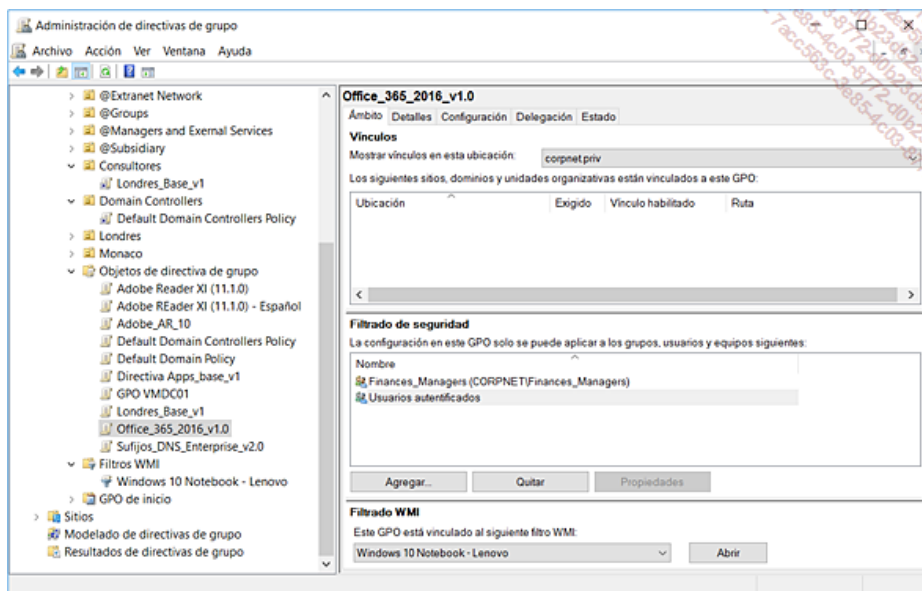 Administración de directivas de grupo
Archivo Acción Ver Ventana Ayuda
@Extranet Network
@Groups
@Managers and Exernal Services
@Subsidiary
Consultores
Londres_Base_v1
Domain Controllers
Default Domain Controllers Policy
Londres
Monaco
Objetos de directiva de grupo
Adobe Reader XI (11.1.0)
Adobe REader XI (11.1.0) - Español
Adobe_AR_10
Default Domain Controllers Policy
Default Domain Policy
Directiva Apps_base_v1
GPO VMDC01
Londres_Base_v1
Office_365_2016_v1.0
Sufijos_DNS_Enterprise_v2.0
Filtros WMI
Windows 10 Notebook - Lenovo
GPO de inicio
Sitios
Modelado de directivas de grupo
Resultados de directivas de grupo
Office_365_2016_v1.0
Ámbito Detalles Configuración Delegación Estado
Vínculos
Mostrar vínculos en esta ubicación: corpnet.priv
Los siguientes sitios, dominios y unidades organizativas están vinculados a este GPO:
Ubicación Exigido Vínculo habilitado Ruta
Filtrado de seguridad
La configuración en este GPO solo se puede aplicar a los grupos, usuarios y equipos siguientes:
Nombre
Finances_Managers (CORPNET\Finances_Managers)
Usuarios autentificados
Agregar... Quitar Propiedades
Filtrado WMI
Este GPO está vinculado al siguiente filtro WMI:
Windows 10 Notebook - Lenovo Abrir